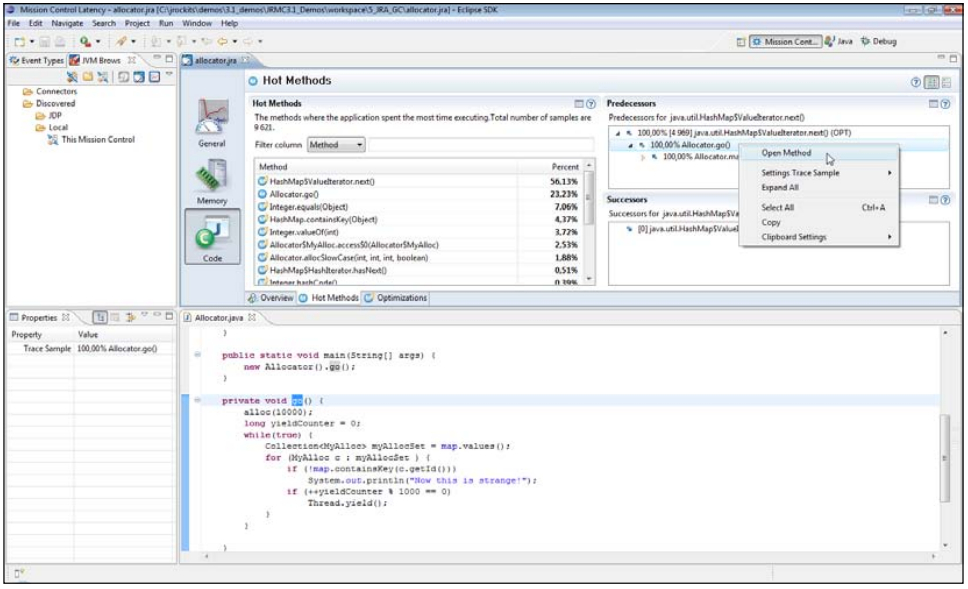 Mission Control Latency - allocator.jra [C:\jrockits\demos\3.1_demos\JRMC3.1_Demos\workspace\5_JRA_GC\allocator.jra] - Eclipse SDK
File Edit Navigate Search Project Run Window Help
Mission Cont... Java Debug
Event Types JVM Brows
Connectors
Discovered
JDP
Local
This Mission Control
allocator.jra
General
Memory
Code
Hot Methods
Hot Methods
The methods where the application spent the most time executing.Total number of samples are
9 621.
Filter column Method
Method Percent
HashMap$ValueIterator.next() 56,13%
Allocator.go() 23,23%
Integer.equals(Object) 7,06%
HashMap.containsKey(Object) 4,37%
Integer.valueOf(int) 3,72%
Allocator$MyAlloc.access$0(Allocator$MyAlloc) 2,53%
Allocator.allocSlowCase(int, int, int, boolean) 1,88%
HashMap$HashIterator.hasNext() 0,51%
Integer.hashCode() 0,39%
Overview Hot Methods Optimizations
Predecessors
Predecessors for java.util.HashMap$ValueIterator.next()
100,00% [4 969] java.util.HashMap$ValueIterator.next() (OPT)
100,00% Allocator.go()
100,00% Allocator.ma
Successors
Successors for java.util.HashMap$Va
[0] java.util.HashMap$Value
Open Method
Settings Trace Sample
Expand All
Select All Ctrl+A
Copy
Clipboard Settings
Properties
Property Value
Trace Sample 100,00% Allocator.go()
Allocator.java
}
public static void main(String[] args) {
new Allocator().go();
}
private void go() {
alloc(10000);
long yieldCounter = 0;
while(true) {
Collection<MyAlloc> myAllocSet = map.values();
for (MyAlloc c : myAllocSet ) {
if (!map.containsKey(c.getId()))
System.out.println("Now this is strange!");
if (++yieldCounter % 1000 == 0)
Thread.yield();
}
}
}